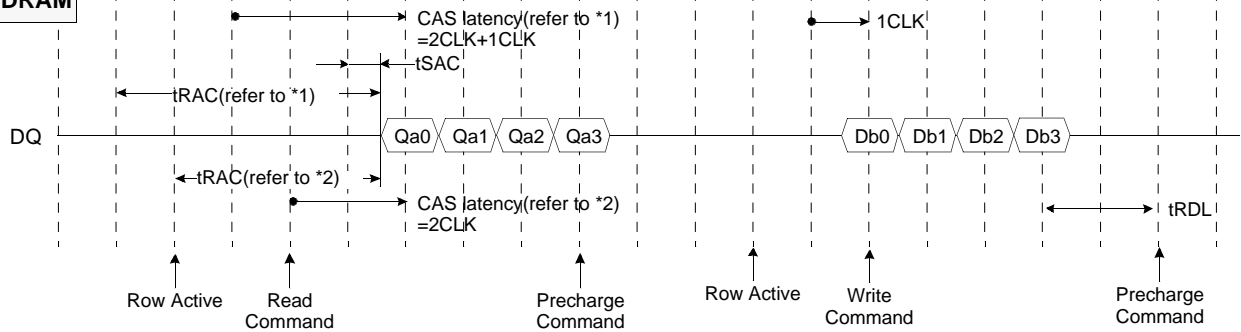 DRAM
CAS latency(refer to *1)
=2CLK+1CLK
1CLK
tSAC
tRAC(refer to *1)
DQ
Qa0
Qa1
Qa2
Qa3
Db0
Db1
Db2
Db3
tRAC(refer to *2)
CAS latency(refer to *2)
=2CLK
tRDL
Row Active
Read
Command
Precharge
Command
Row Active
Write
Command
Precharge
Command